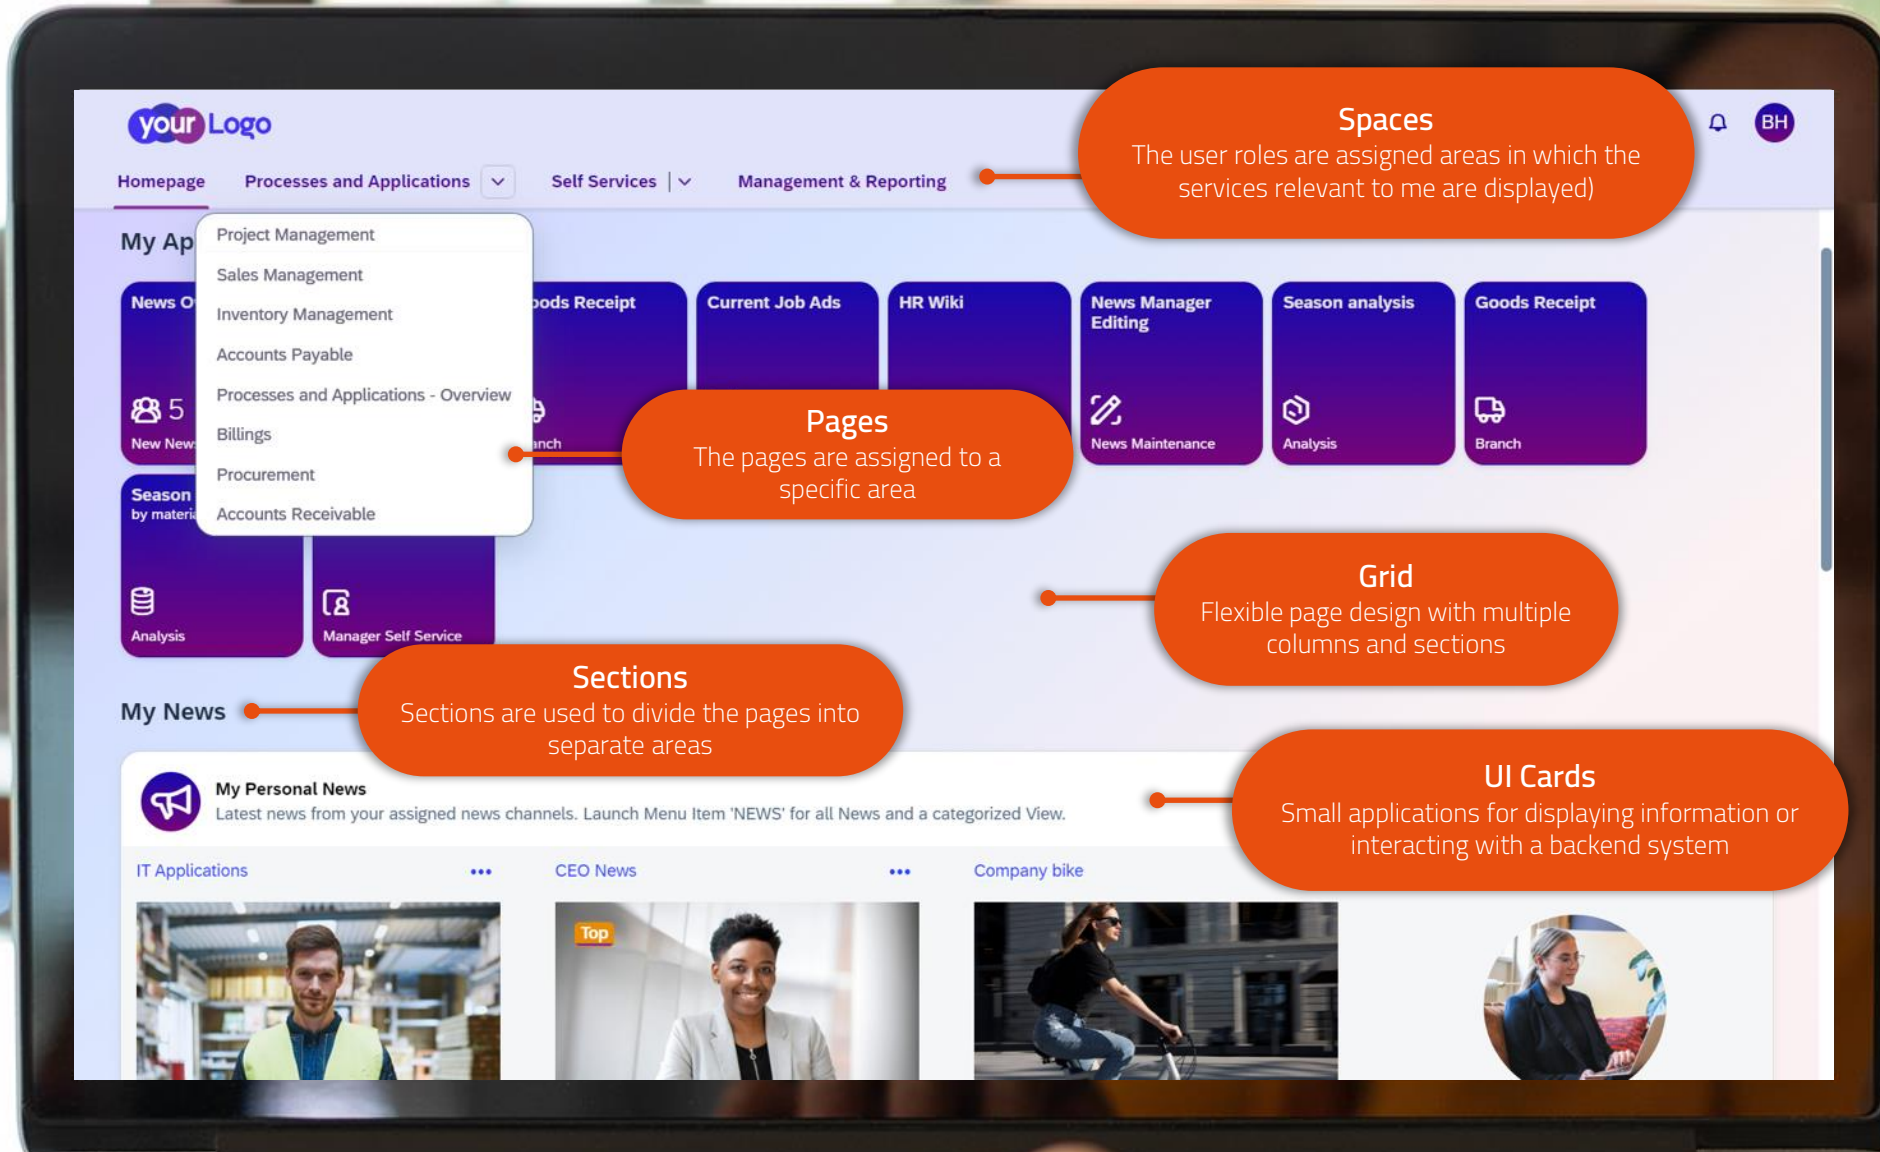 your Logo
BH
Homepage
Processes and Applications
Self Services
Management & Reporting
Spaces
The user roles are assigned areas in which the
services relevant to me are displayed)
My
Project Management
Sales Management
Inventory Management
Accounts Payable
Processes and Applications - Overview
Billings
Procurement
Accounts Receivable
News
5
New
Receipt
Current Job Ads
HR Wiki
News Manager
Editing
News Maintenance
Season analysis
Analysis
Goods Receipt
Branch
Pages
The pages are assigned to a
specific area
Season
by
Analysis
Manager Self Service
Grid
Flexible page design with multiple
columns and sections
Sections
Sections are used to divide the pages into
separate areas
My News
My Personal News
Latest news from your assigned news channels. Launch Menu Item 'NEWS' for all News and a categorized View.
UI Cards
Small applications for displaying information or
interacting with a backend system
IT Applications
CEO News
Company bike
Top